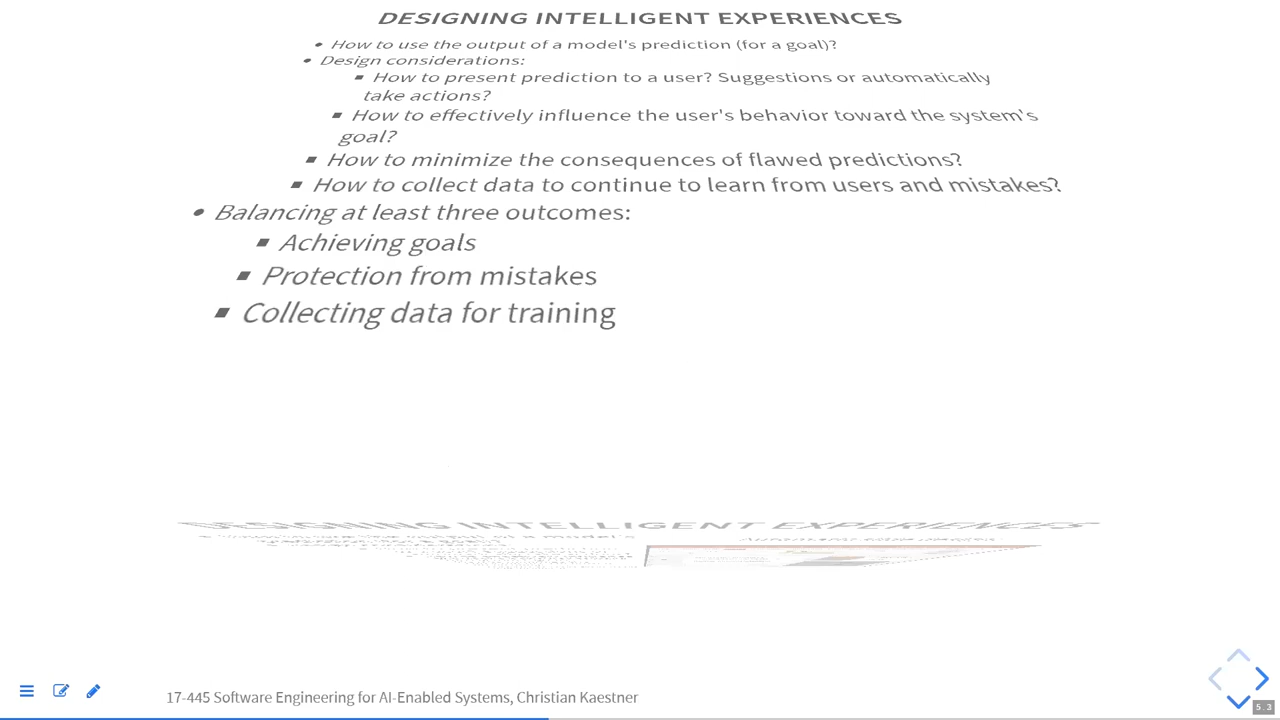 DESIGNING INTELLIGENT EXPERIENCES
• How to use the output of a model's prediction (for a goal)?
• Design considerations:
▪ How to present prediction to a user? Suggestions or automatically
take actions?
▪ How to effectively influence the user's behavior toward the system's
goal?
▪ How to minimize the consequences of flawed predictions?
▪ How to collect data to continue to learn from users and mistakes?
• Balancing at least three outcomes:
▪ Achieving goals
▪ Protection from mistakes
▪ Collecting data for training
DESIGNING INTELLIGENT EXPERIENCES
17-445 Software Engineering for AI-Enabled Systems, Christian Kaestner
5.3